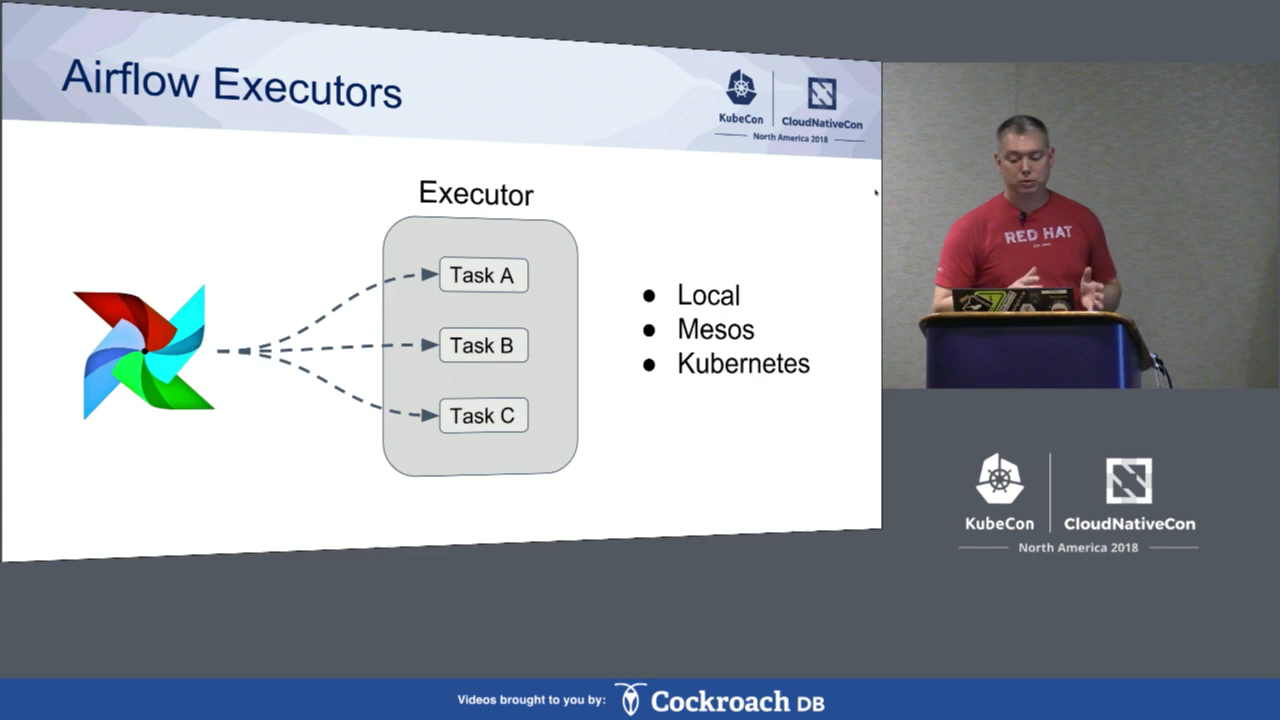 Airflow Executors
KubeCon
CloudNativeCon
North America 2018
Executor
Task A
Task B
Task C
● Local
● Mesos
● Kubernetes
RED HAT
KubeCon
CloudNativeCon
North America 2018
Videos brought to you by:
Cockroach DB